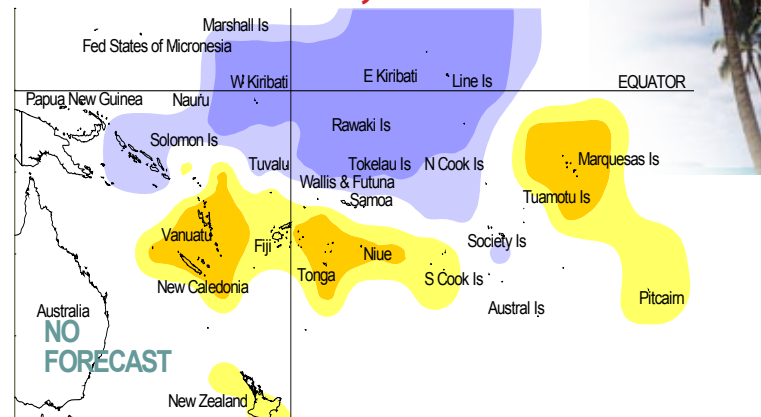 Marshall Is
Fed States of Micronesia
W Kiribati
E Kiribati
Line Is
EQUATOR
Papua New Guinea
Nauru
Rawaki Is
Solomon Is
Tuvalu
Tokelau Is
N Cook Is
Marquesas Is
Wallis & Futuna
Samoa
Tuamotu Is
Vanuatu
Fiji
Society Is
Tonga
Niue
S Cook Is
New Caledonia
Pitcairn
Austral Is
Australia
NO
FORECAST
New Zealand